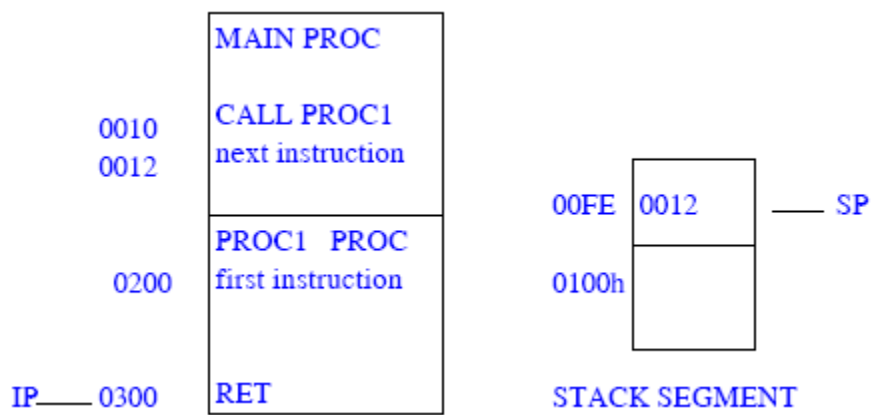 MAIN PROC
0010 CALL PROC1
0012 next instruction
PROC1 PROC
0200 first instruction
IP 0300 RET
00FE 0012 SP
0100h
STACK SEGMENT